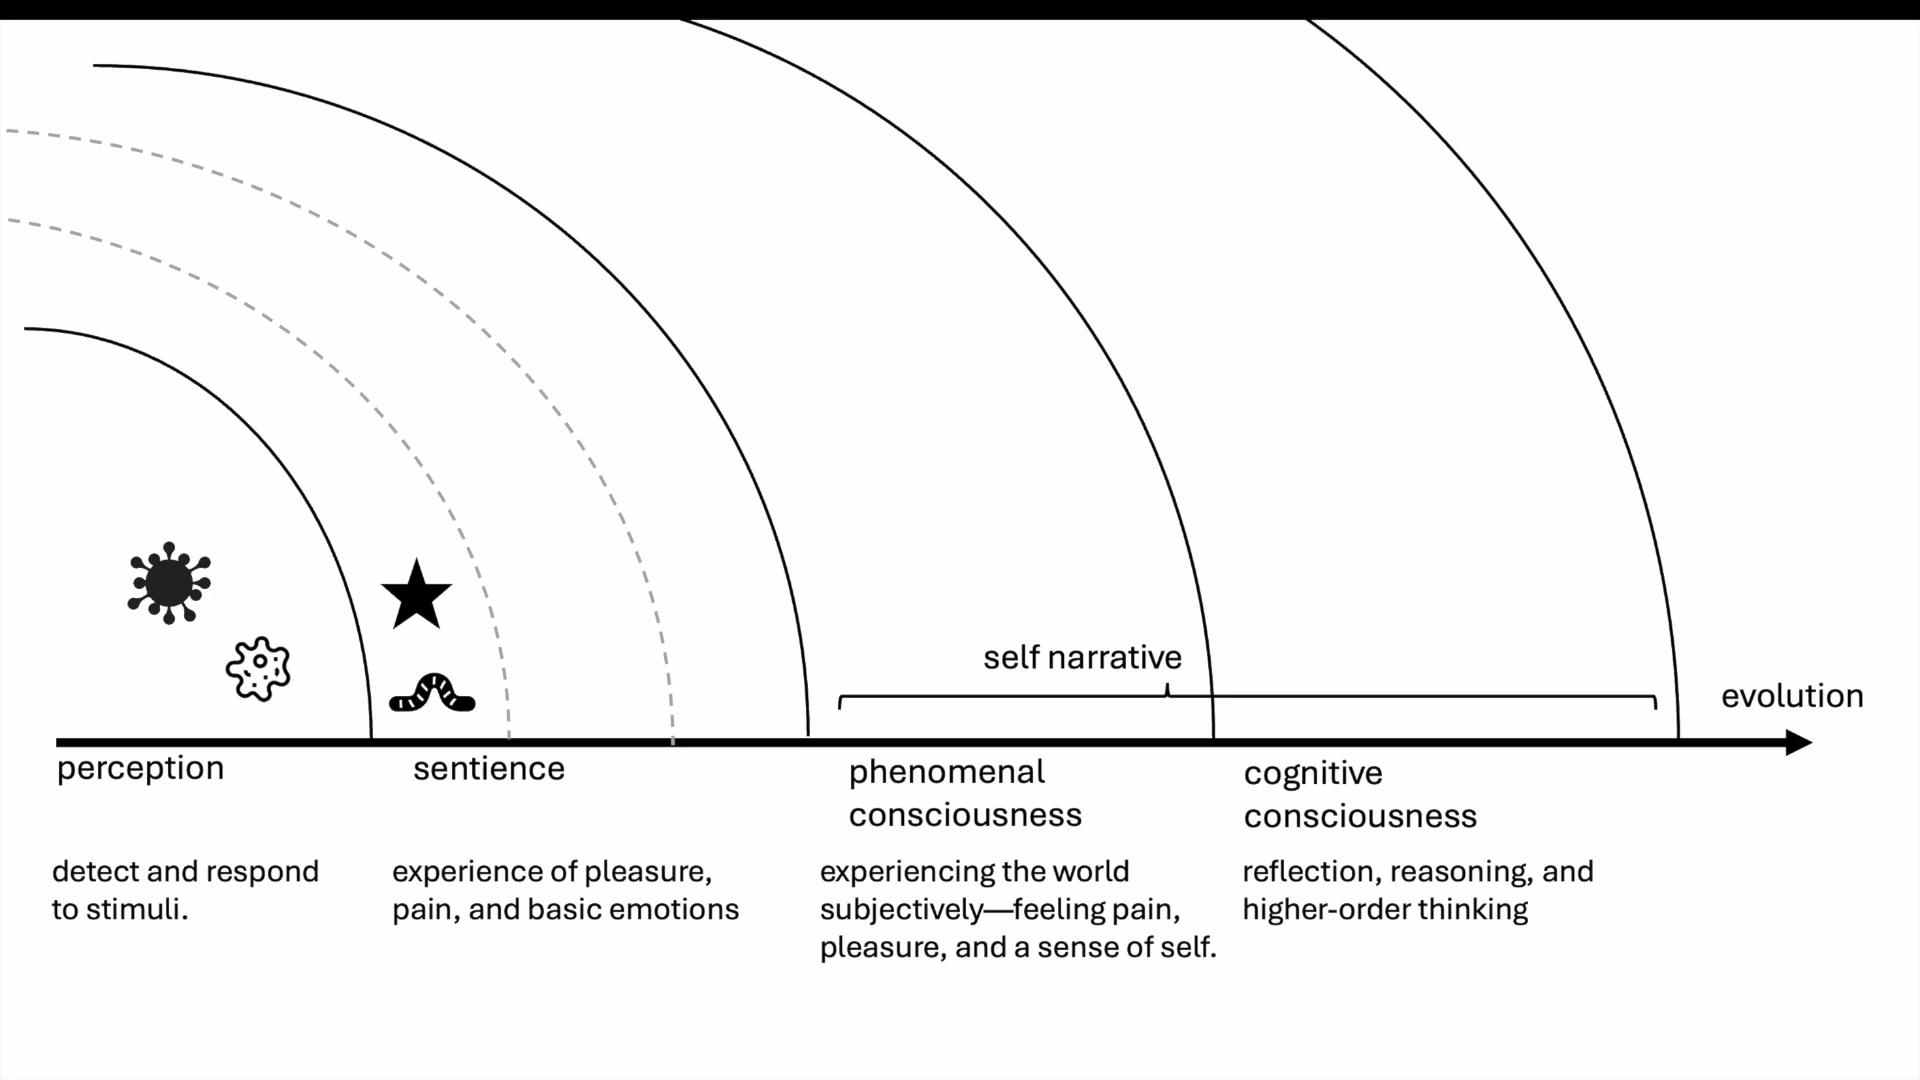 self narrative
evolution
perception
sentience
phenomenal
consciousness
cognitive
consciousness
detect and respond
to stimuli.
experience of pleasure,
pain, and basic emotions
experiencing the world
subjectively—feeling pain,
pleasure, and a sense of self.
reflection, reasoning, and
higher-order thinking